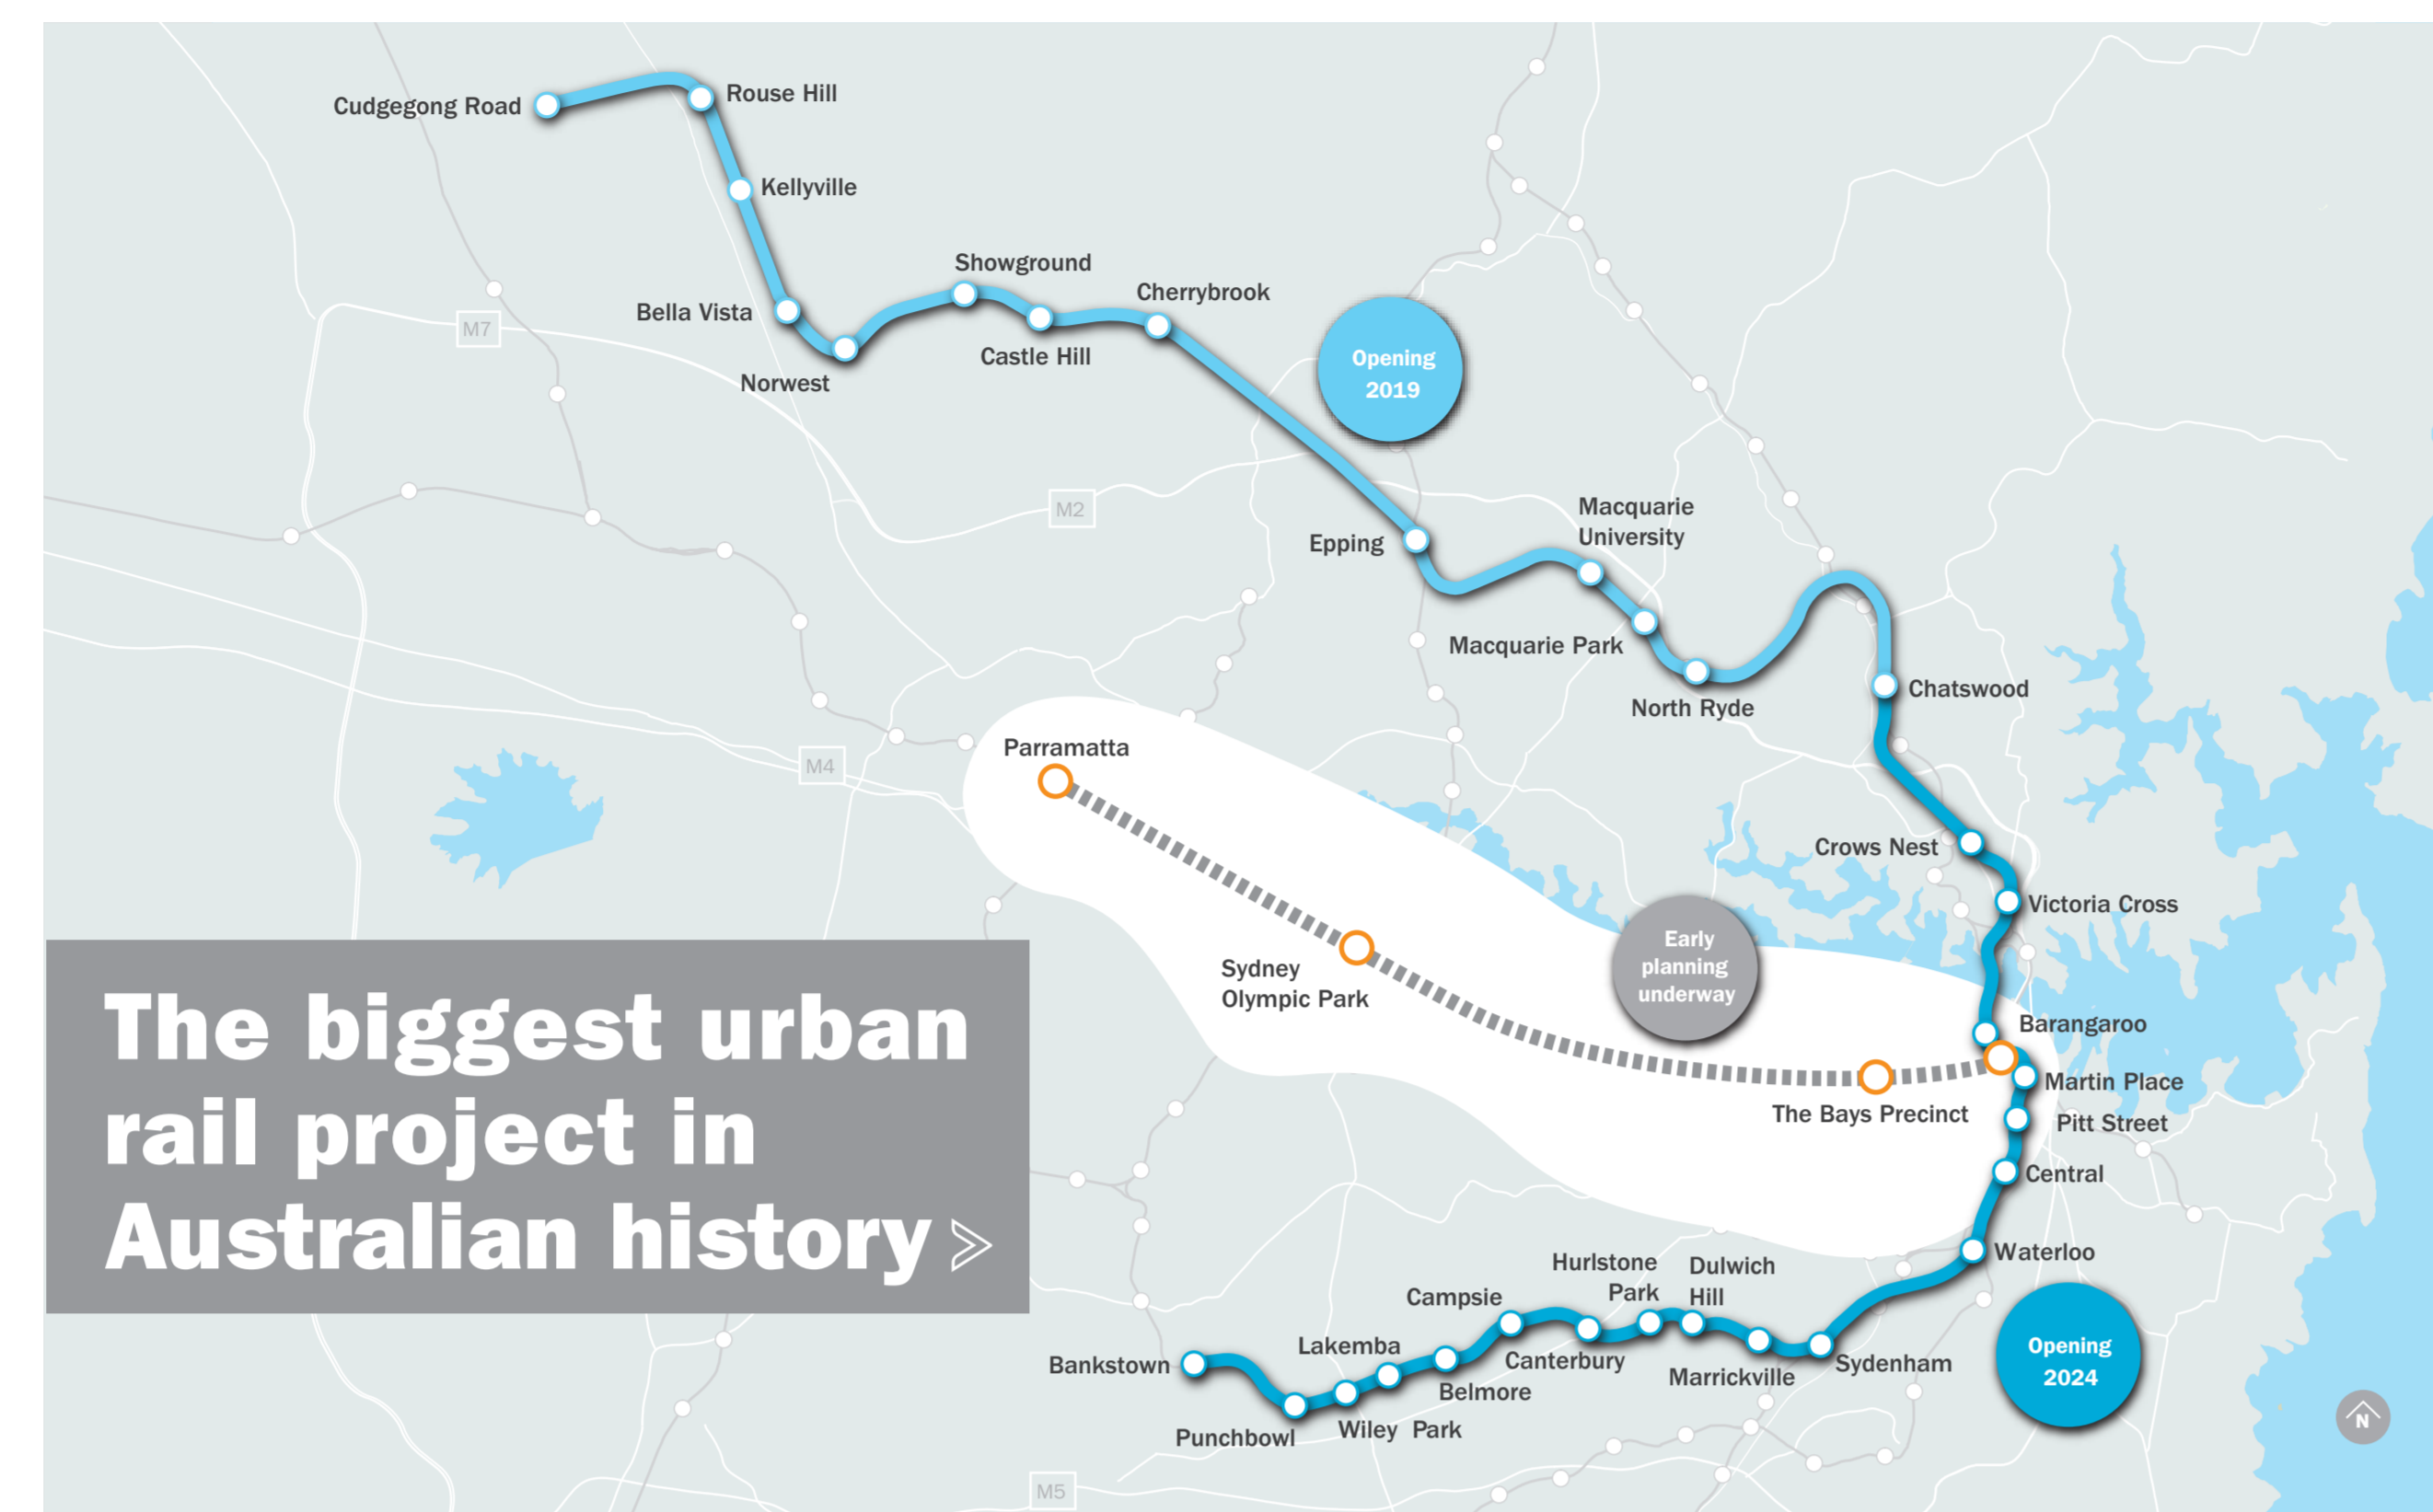 Cudgegong Road
Rouse Hill
Kellyville
Bella Vista
Norwest
Showground
Castle Hill
Cherrybrook
Opening
2019
M7
M2
Epping
Macquarie
University
Macquarie Park
North Ryde
Chatswood
Parramatta
M4
Crows Nest
Victoria Cross
Sydney
Olympic Park
Early
planning
underway
Barangaroo
Martin Place
The Bays Precinct
Pitt Street
Central
The biggest urban
rail project in
Australian history >
Waterloo
Hurlstone
Park
Dulwich
Hill
Campsie
Lakemba
Canterbury
Bankstown
Belmore
Marrickville
Sydenham
Punchbowl
Wiley Park
Opening
2024
N
M5